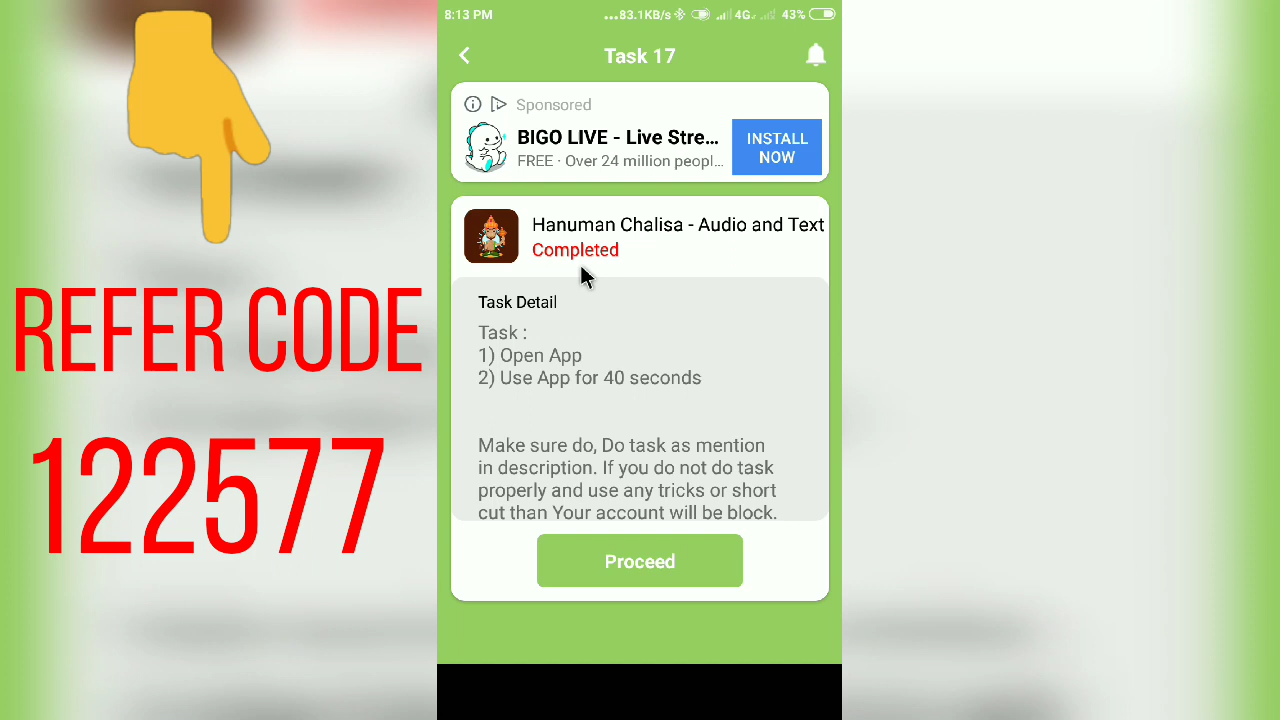 8:13 PM
...83.1KB/s 4G 43%
Task 17
Sponsored
BIGO LIVE - Live Stre...
FREE · Over 24 million peopl...
INSTALL
NOW
Hanuman Chalisa - Audio and Text
Completed
Task Detail
Task :
1) Open App
2) Use App for 40 seconds
Make sure do, Do task as mention
in description. If you do not do task
properly and use any tricks or short
cut than Your account will be block.
Proceed
REFER CODE
122577